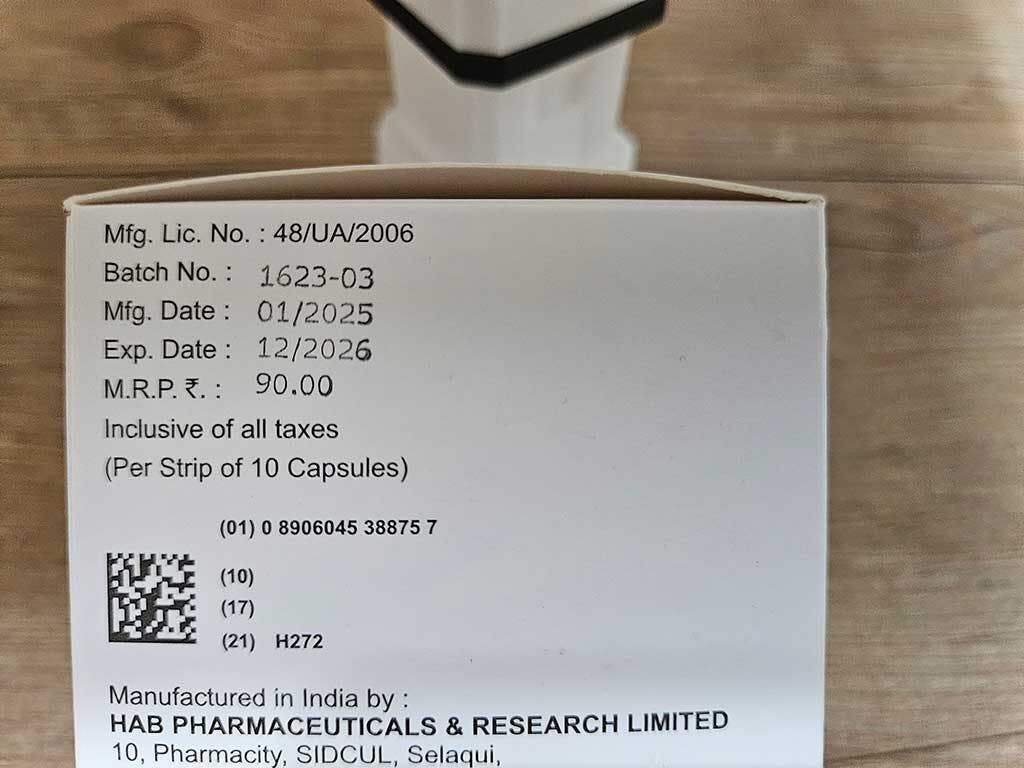 Mfg. Lic. No. : 48/UA/2006
Batch No. : 1623-03
Mfg. Date : 01/2025
Exp. Date : 12/2026
M.R.P. ₹. : 90.00
Inclusive of all taxes
(Per Strip of 10 Capsules)
(01) 0 8906045 38875 7
(10)
(17)
(21) H272
Manufactured in India by :
HAB PHARMACEUTICALS & RESEARCH LIMITED
10, Pharmacity, SIDCUL, Selaqui,